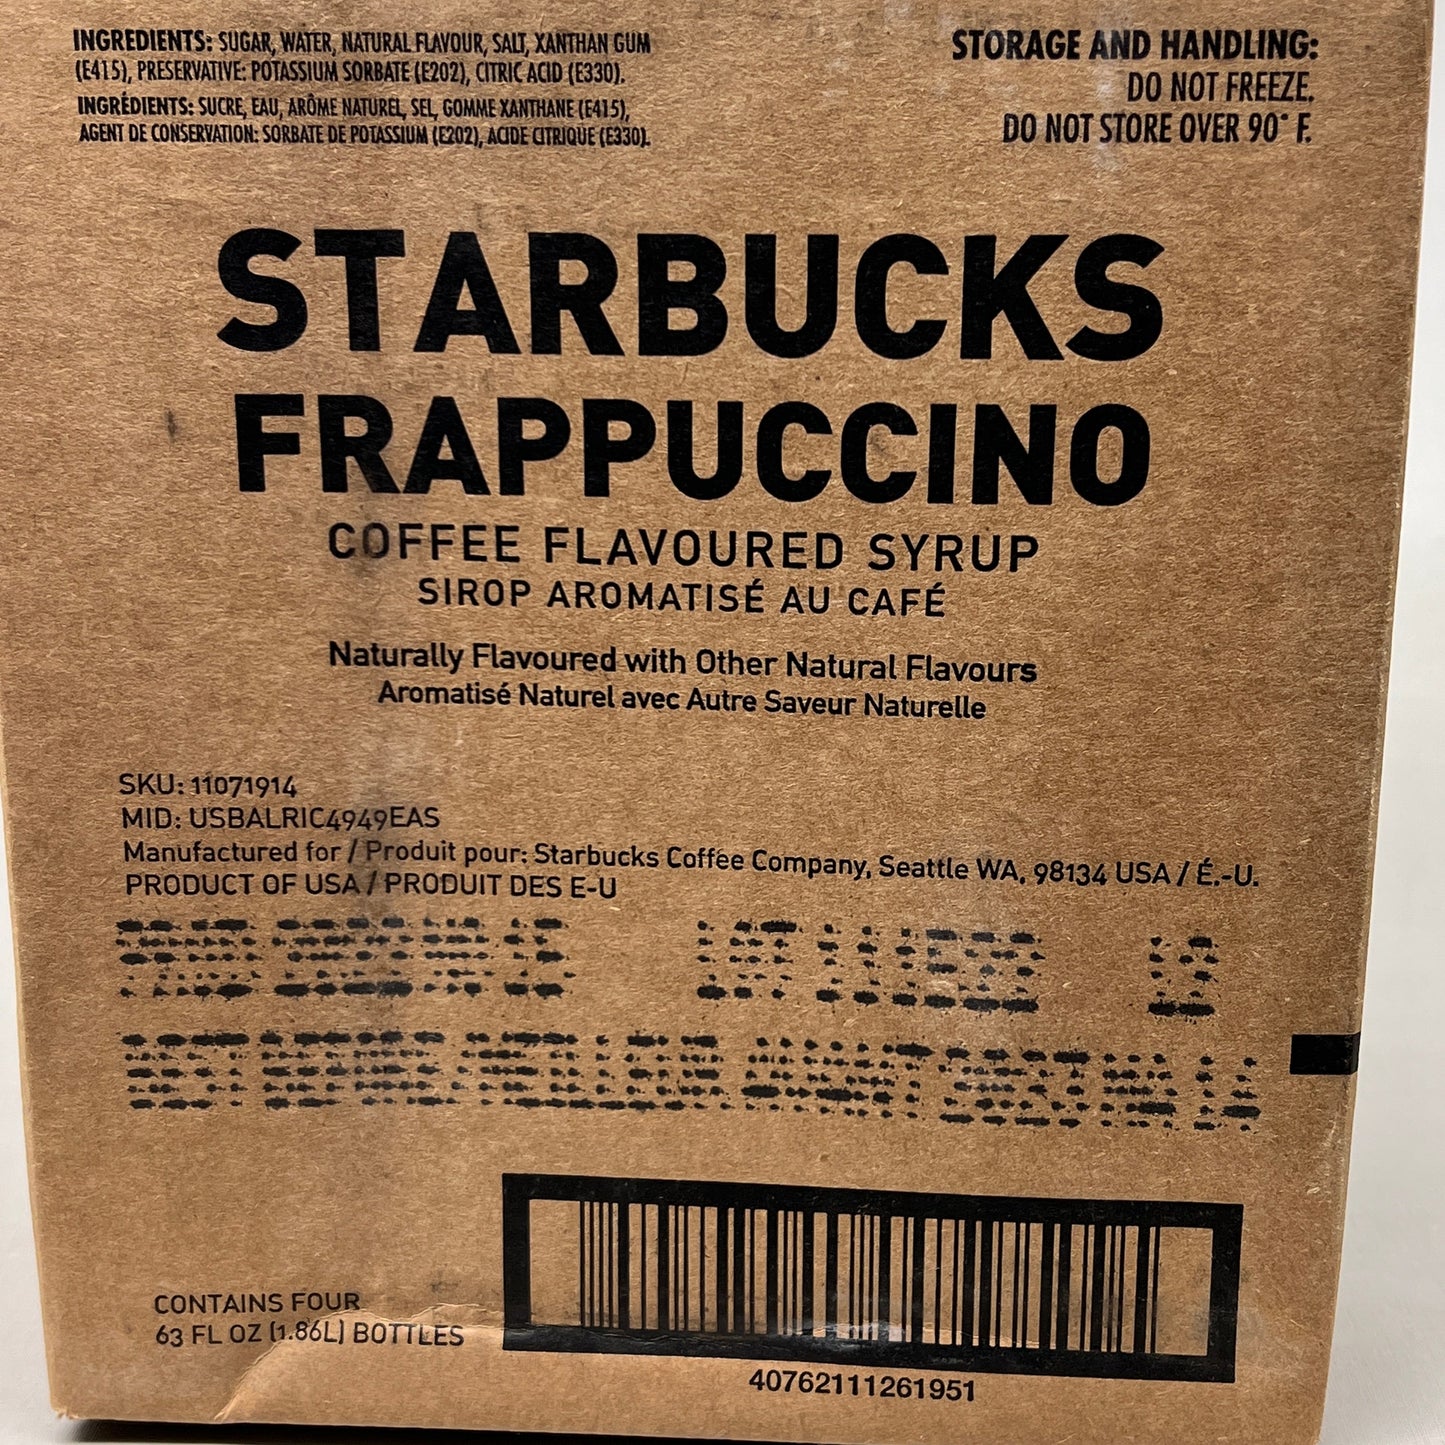 INGREDIENTS: SUGAR, WATER, NATURAL FLAVOUR, SALT, XANTHAN GUM
(E415), PRESERVATIVE: POTASSIUM SORBATE (E202), CITRIC ACID (E330).
INGRÉDIENTS: SUCRE, EAU, ARÔME NATUREL, SEL, GOMME XANTHANE (E415),
AGENT DE CONSERVATION: SORBATE DE POTASSIUM (E202), ACIDE CITRIQUE (E330).
STORAGE AND HANDLING:
DO NOT FREEZE.
DO NOT STORE OVER 90° F.
STARBUCKS
FRAPPUCCINO
COFFEE FLAVOURED SYRUP
SIROP AROMATISÉ AU CAFÉ
Naturally Flavoured with Other Natural Flavours
Aromatisé Naturel avec Autre Saveur Naturelle
SKU: 11071914
MID: USBALRIC4949EAS
Manufactured for / Produit pour: Starbucks Coffee Company, Seattle WA, 98134 USA / É.-U.
PRODUCT OF USA / PRODUIT DES E-U
CONTAINS FOUR
63 FL OZ (1.86L) BOTTLES
40762111261951